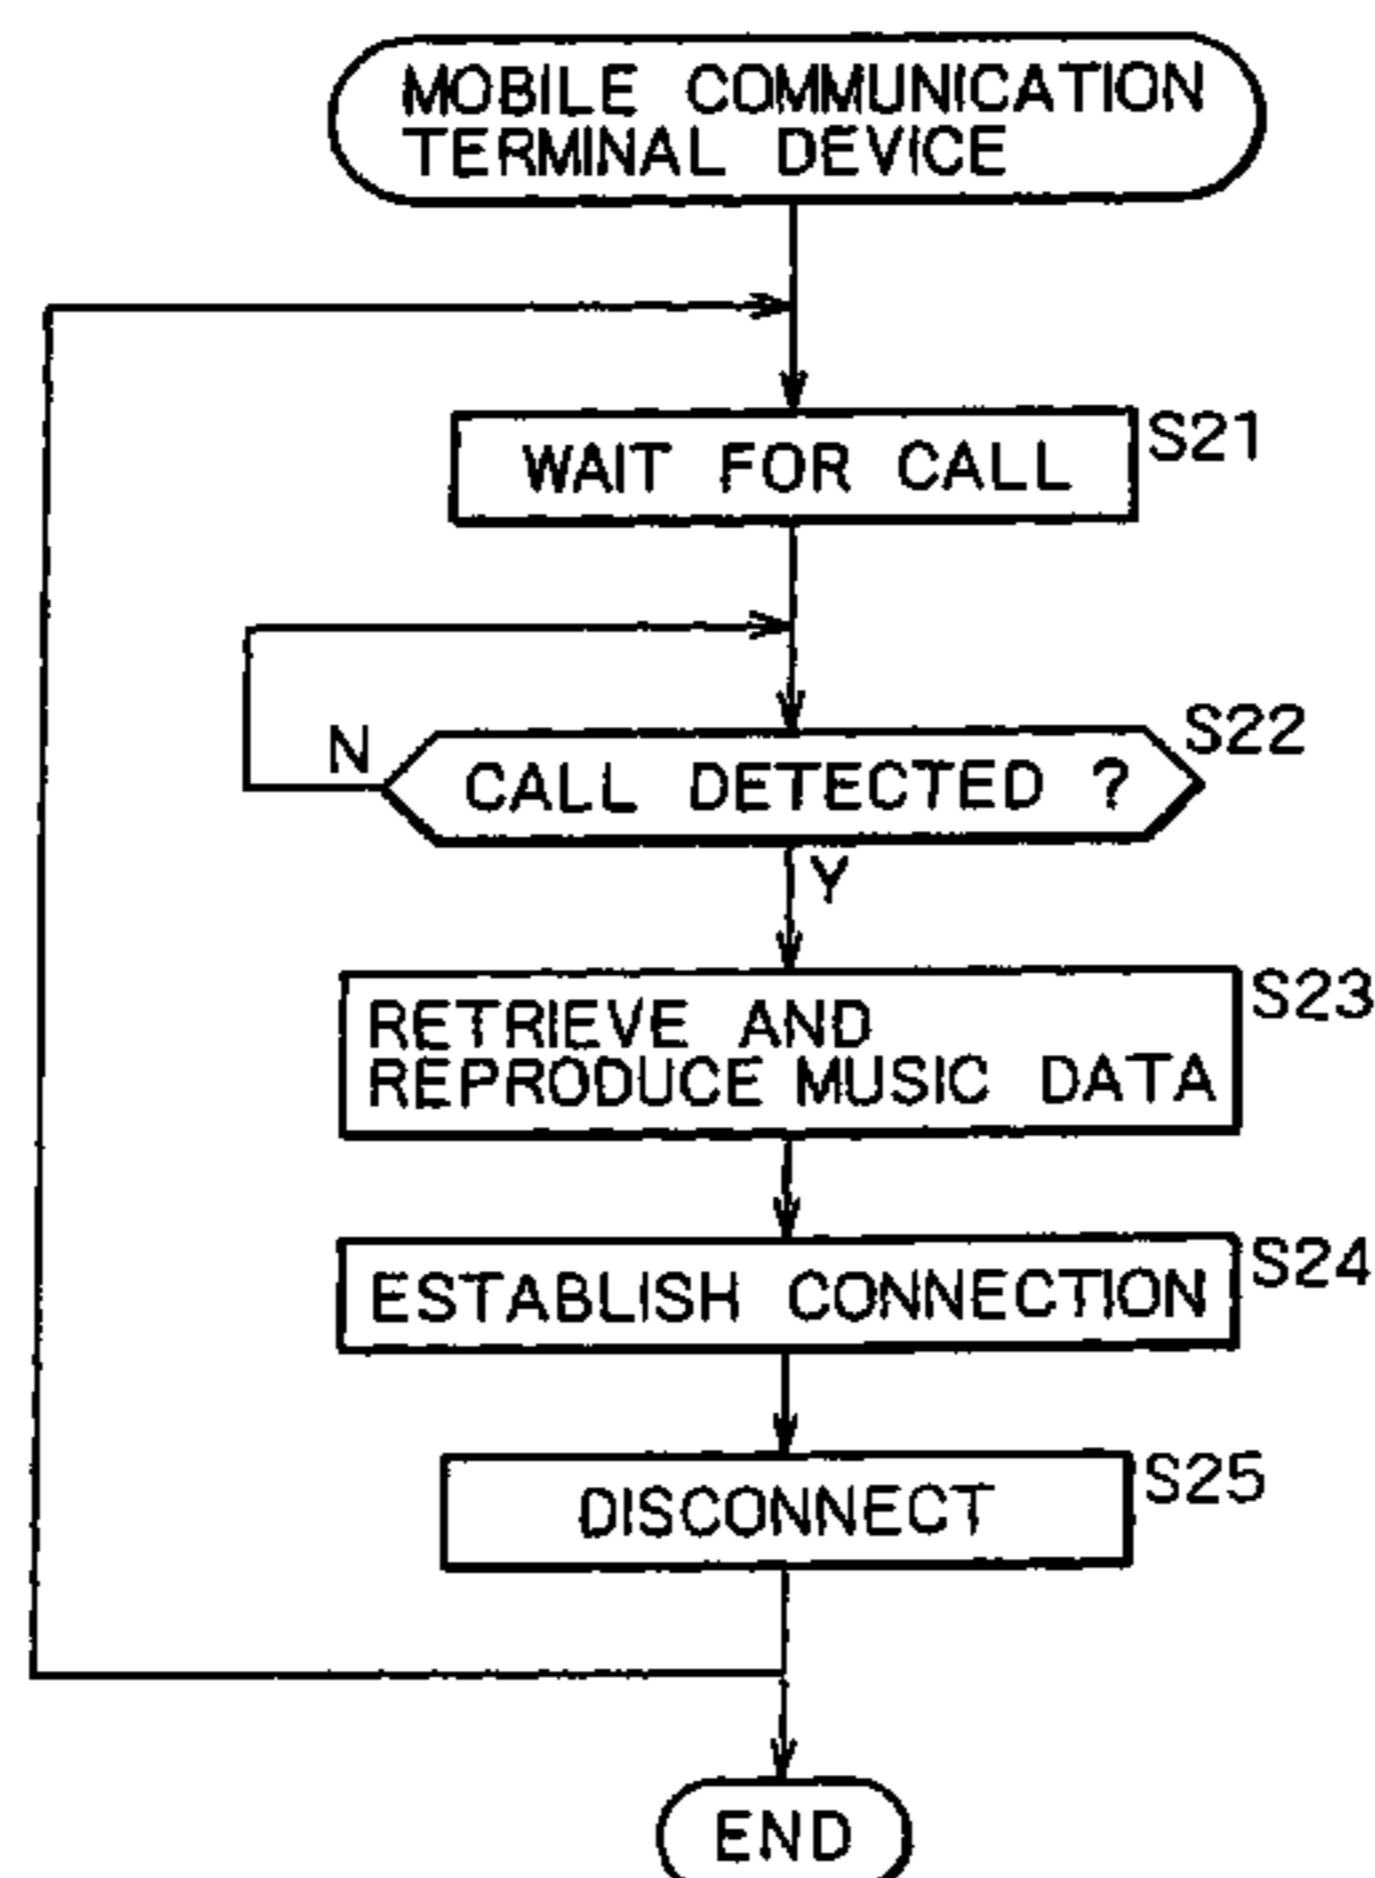 MOBILE COMMUNICATION
TERMINAL DEVICE
WAIT FOR CALL
S21
CALL DETECTED ?
S22
N
Y
RETRIEVE AND
REPRODUCE MUSIC DATA
S23
ESTABLISH CONNECTION
S24
DISCONNECT
S25
END